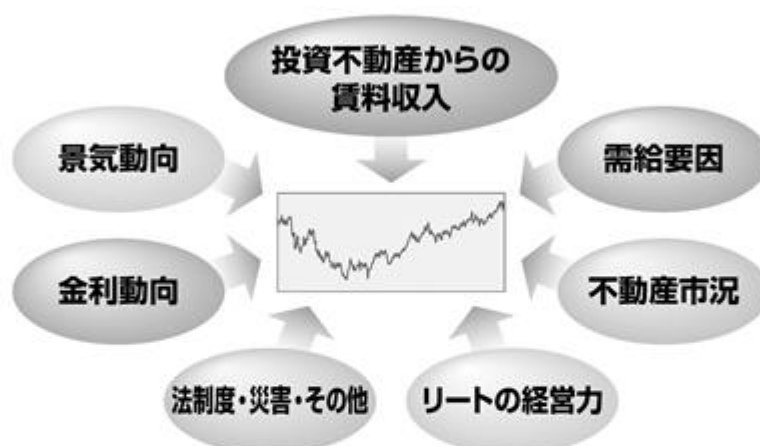 投資不動産からの
賃料収入
景気動向
需給要因
金利動向
不動産市況
法制度・災害・その他
リートの経営力